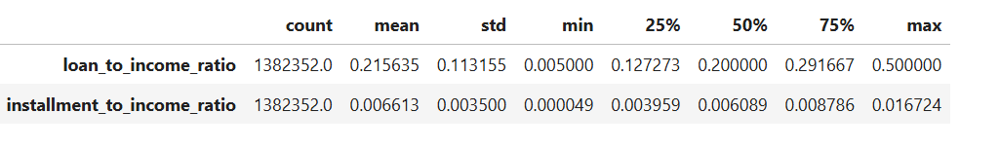 count mean std min 25% 50% 75% max
loan_to_income_ratio 1382352.0 0.215635 0.113155 0.005000 0.127273 0.200000 0.291667 0.500000
installment_to_income_ratio 1382352.0 0.006613 0.003500 0.000049 0.003959 0.006089 0.008786 0.016724